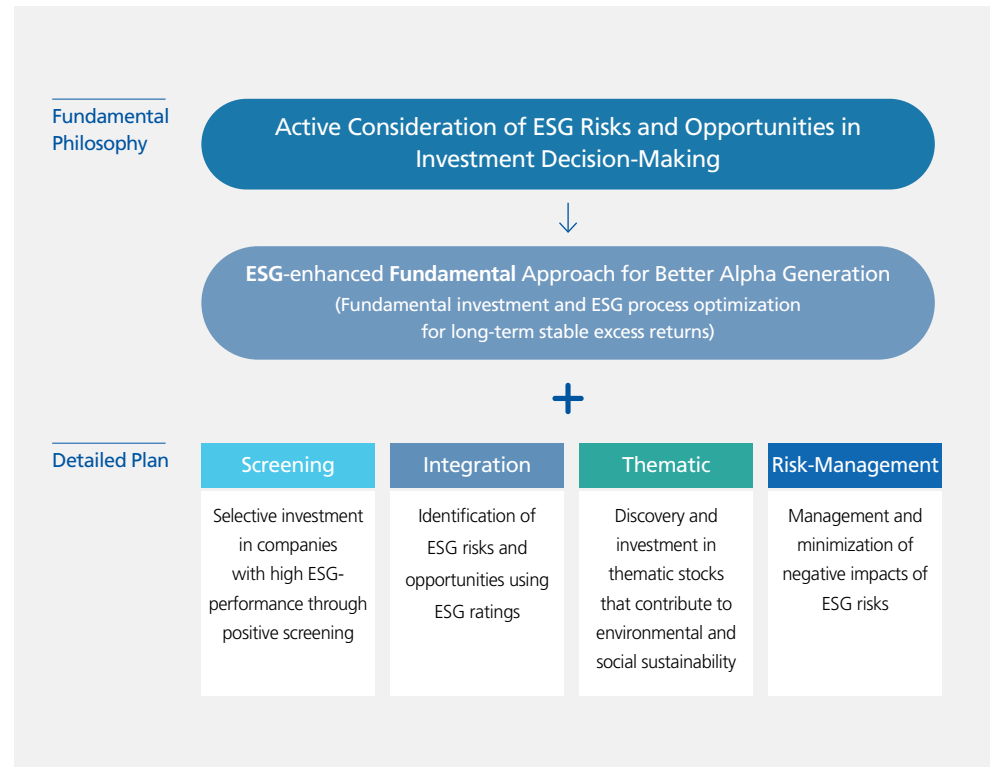 Fundamental
Philosophy
Active Consideration of ESG Risks and Opportunities in
Investment Decision-Making
ESG-enhanced Fundamental Approach for Better Alpha Generation
(Fundamental investment and ESG process optimization
for long-term stable excess returns)
+
Detailed Plan
Screening
Selective investment
in companies
with high ESG-
performance through
positive screening
Integration
Identification of
ESG risks and
opportunities using
ESG ratings
Thematic
Discovery and
investment in
thematic stocks
that contribute to
environmental and
social sustainability
Risk-Management
Management and
minimization of
negative impacts of
ESG risks